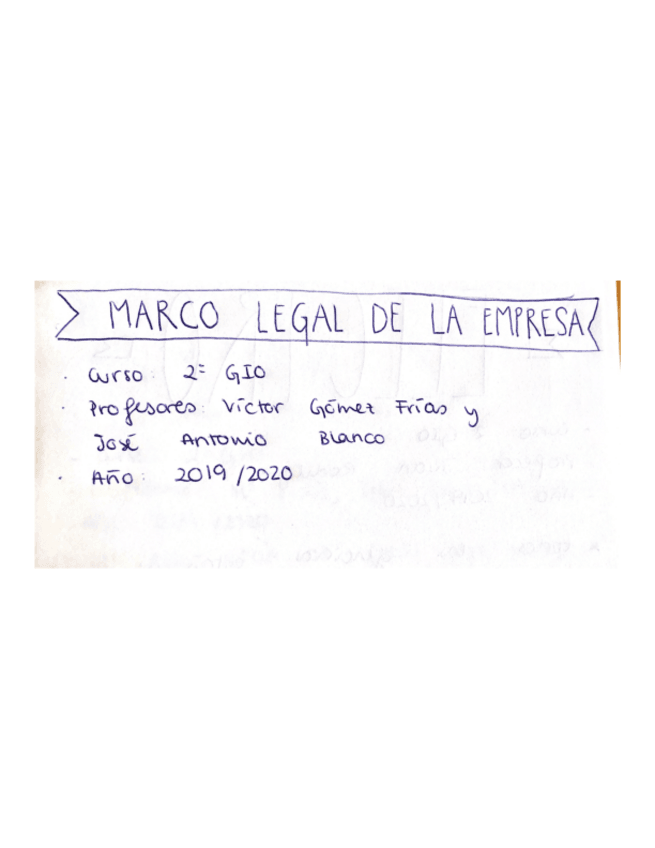 MARCO LEGAL DE LA EMPRESA
· Curso: 2º GIO
· Profesores: Víctor Gómez Frías y
José Antonio Blanco
· Año: 2019/2020